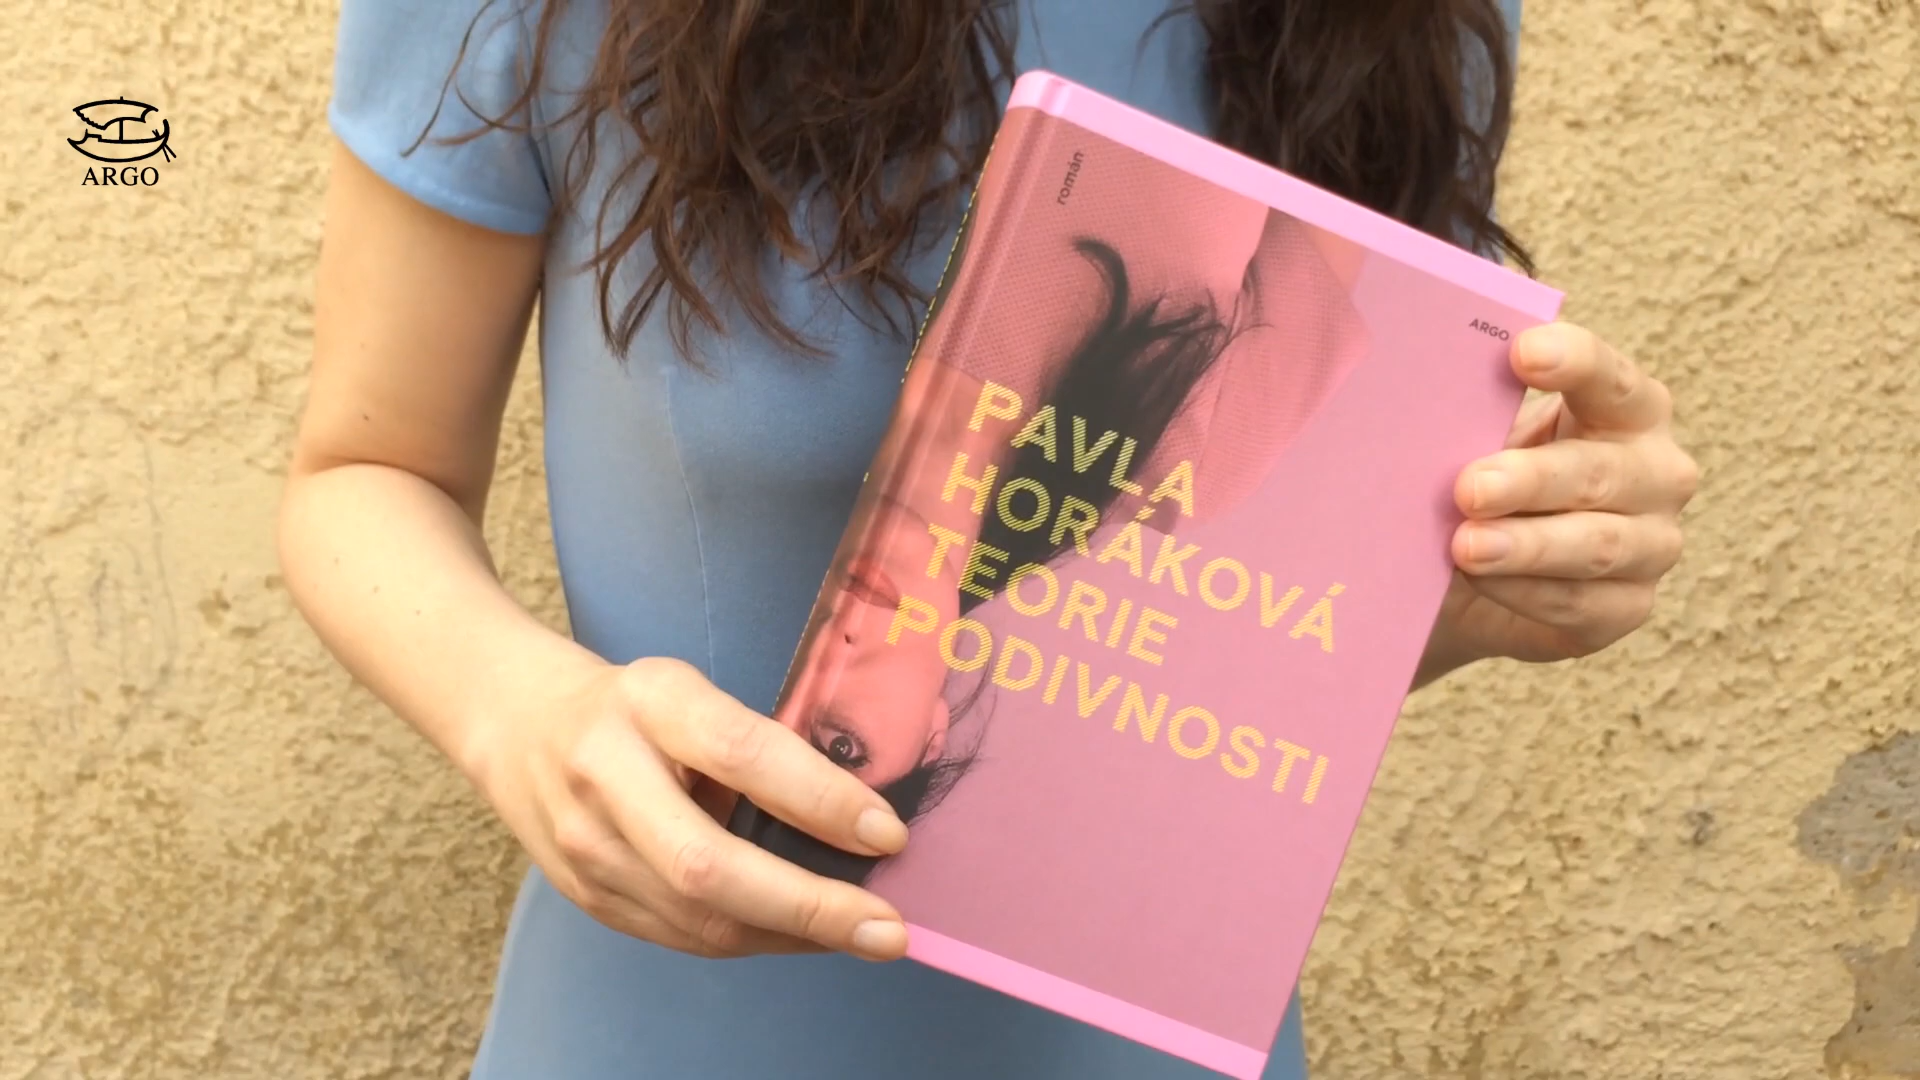 ARGO
román
ARGO
PAVLA
HORÁKOVÁ
TEORIE
PODIVNOSTI